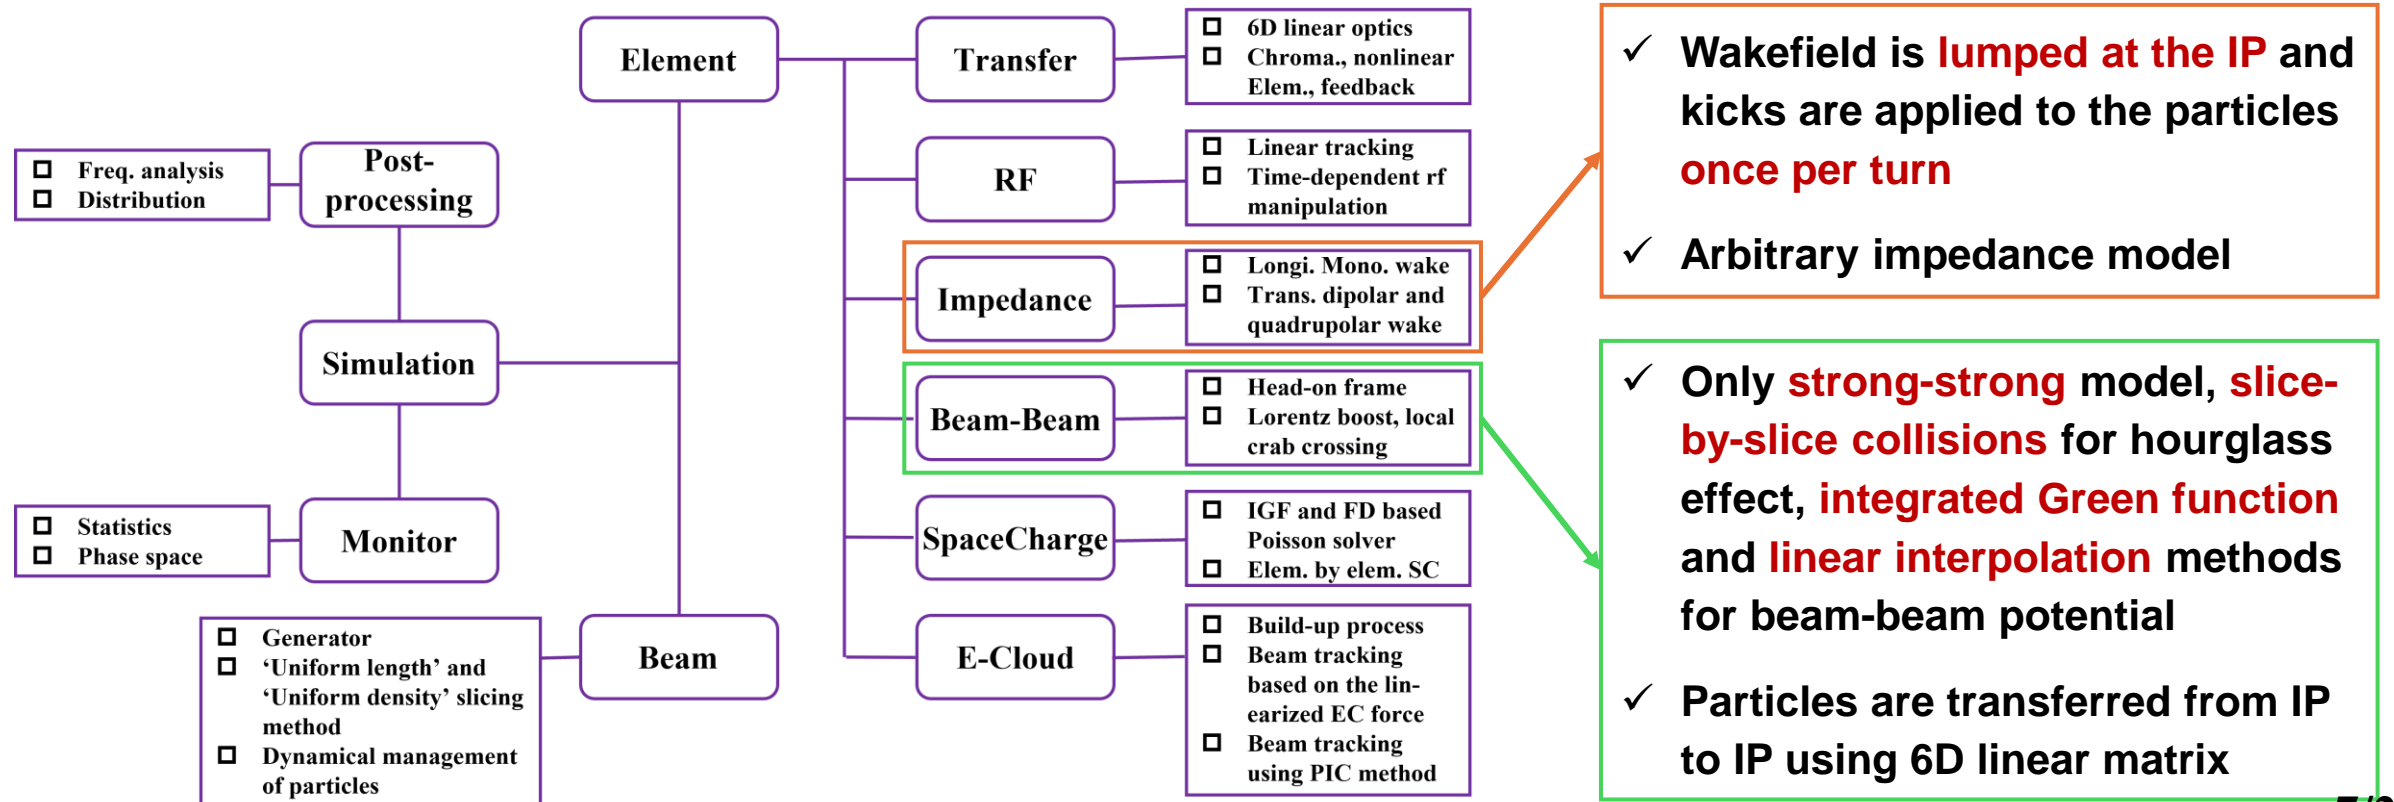 Element
Transfer
6D linear optics
Chroma., nonlinear
Elem., feedback
Post-
processing
Freq. analysis
Distribution
RF
Linear tracking
Time-dependent rf
manipulation
Impedance
Longi. Mono. wake
Trans. dipolar and
quadrupolar wake
Simulation
Beam-Beam
Head-on frame
Lorentz boost, local
crab crossing
Monitor
Statistics
Phase space
SpaceCharge
IGF and FD based
Poisson solver
Elem. by elem. SC
Beam
Generator
‘Uniform length’ and
‘Uniform density’ slicing
method
Dynamical management
of particles
E-Cloud
Build-up process
Beam tracking
based on the lin-
earized EC force
Beam tracking
using PIC method
✓ Wakefield is lumped at the IP and
kicks are applied to the particles
once per turn
✓ Arbitrary impedance model
✓ Only strong-strong model, slice-
by-slice collisions for hourglass
effect, integrated Green function
and linear interpolation methods
for beam-beam potential
✓ Particles are transferred from IP
to IP using 6D linear matrix